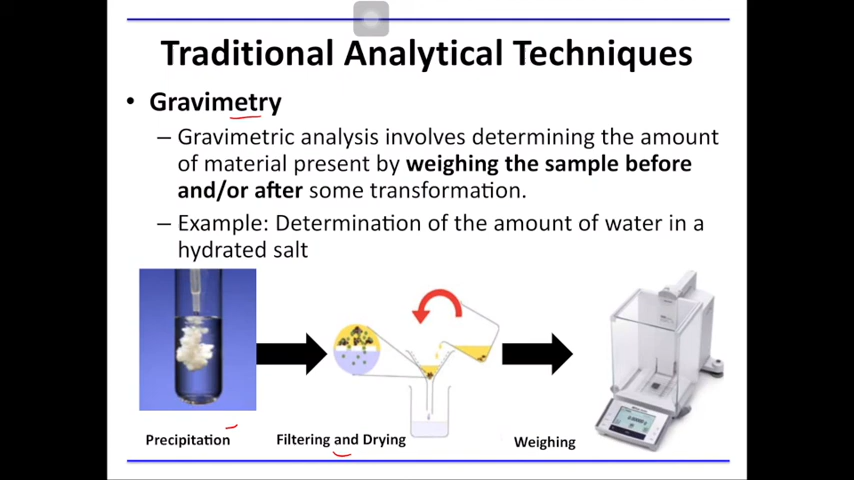 Traditional Analytical Techniques
• Gravimetry
– Gravimetric analysis involves determining the amount
of material present by weighing the sample before
and/or after some transformation.
– Example: Determination of the amount of water in a
hydrated salt
Precipitation
Filtering and Drying
Weighing